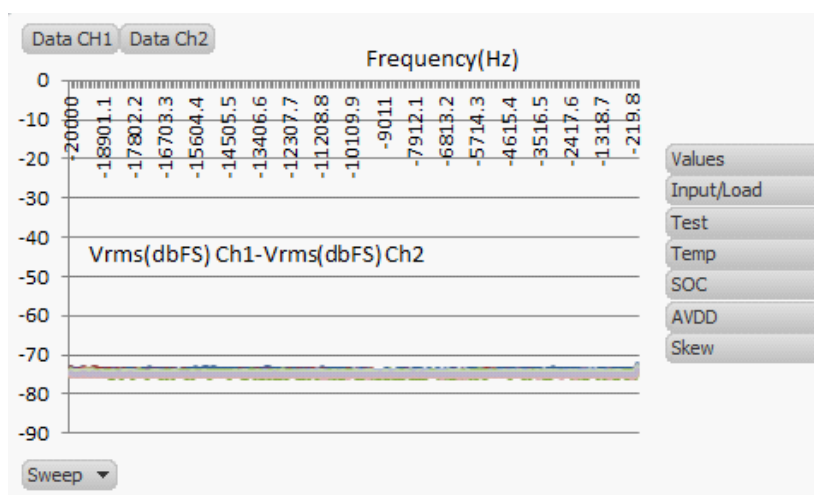 Data CH1 Data Ch2
Frequency(Hz)
0
-10
-20
-30
-40
-50
-60
-70
-80
-90
-20000
-18901.1
-17802.2
-16703.3
-15604.4
-14505.5
-13406.6
-12307.7
-11208.8
-10109.9
-9011
-7912.1
-6813.2
-5714.3
-4615.4
-3516.5
-2417.6
-1318.7
-219.8
Vrms(dbFS) Ch1-Vrms(dbFS) Ch2
Values
Input/Load
Test
Temp
SOC
AVDD
Skew
Sweep